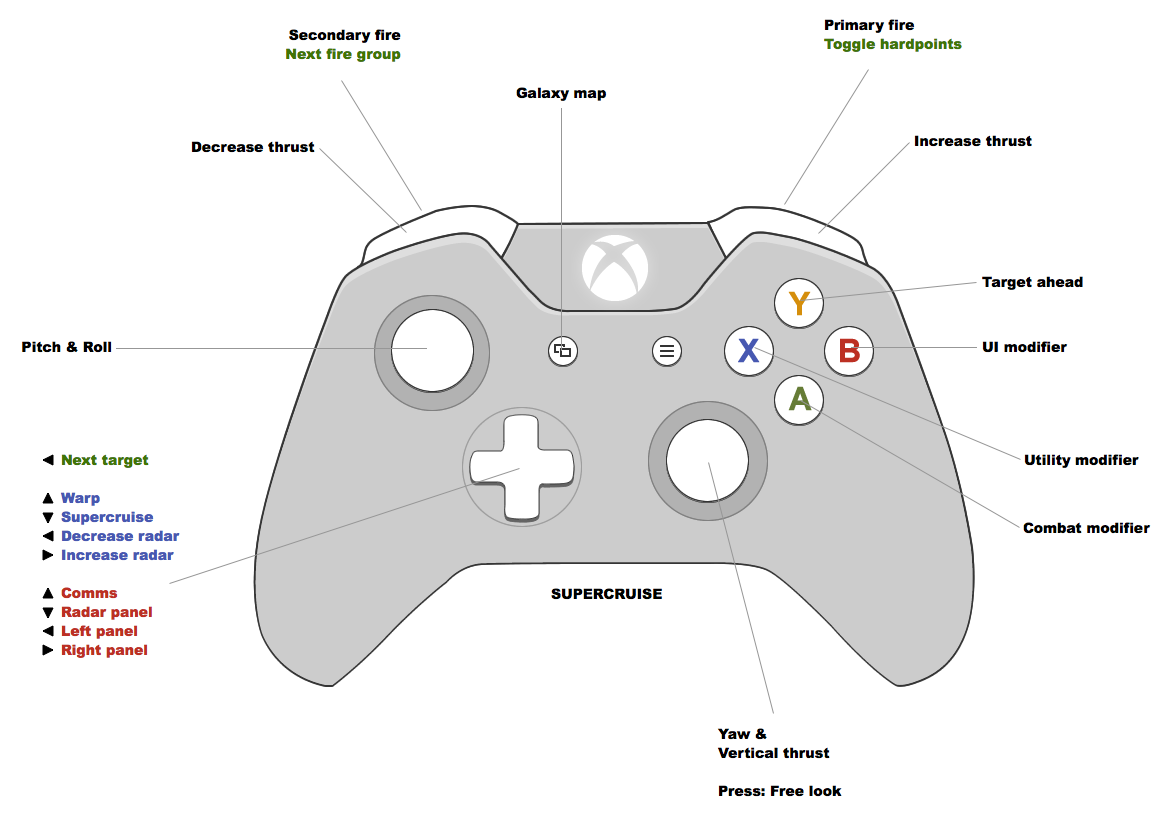 Secondary fire
Next fire group
Primary fire
Toggle hardpoints
Galaxy map
Decrease thrust
Increase thrust
Target ahead
Y
Pitch & Roll
X
B
UI modifier
A
◄ Next target
Utility modifier
▲ Warp
▼ Supercruise
◄ Decrease radar
► Increase radar
Combat modifier
▲ Comms
▼ Radar panel
◄ Left panel
► Right panel
SUPERCRUISE
Yaw &
Vertical thrust
Press: Free look